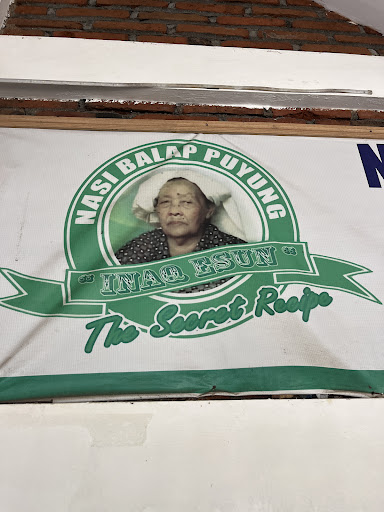 NASI BALAP PUYUNG
"INAQ ESUN"
The Secret Recipe
N